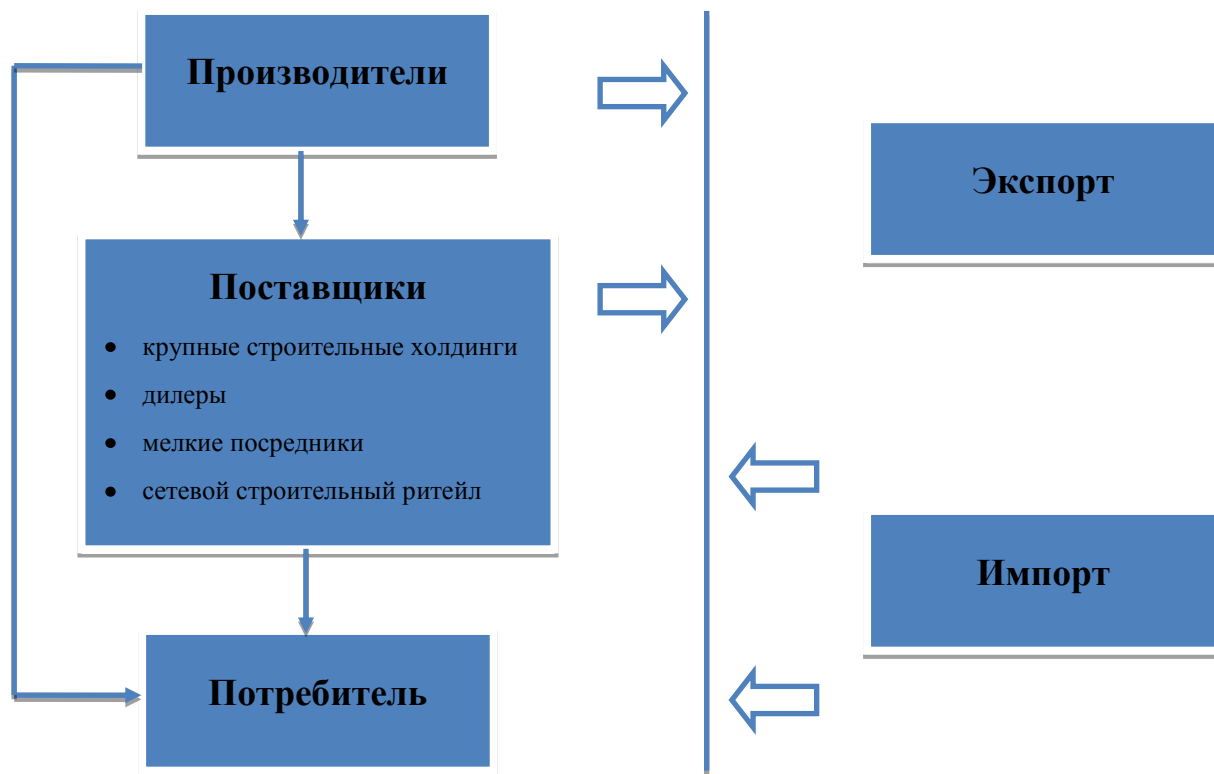 Производители
Экспорт
Поставщики
• крупные строительные холдинги
• дилеры
• мелкие посредники
• сетевой строительный ритейл
Импорт
Потребитель